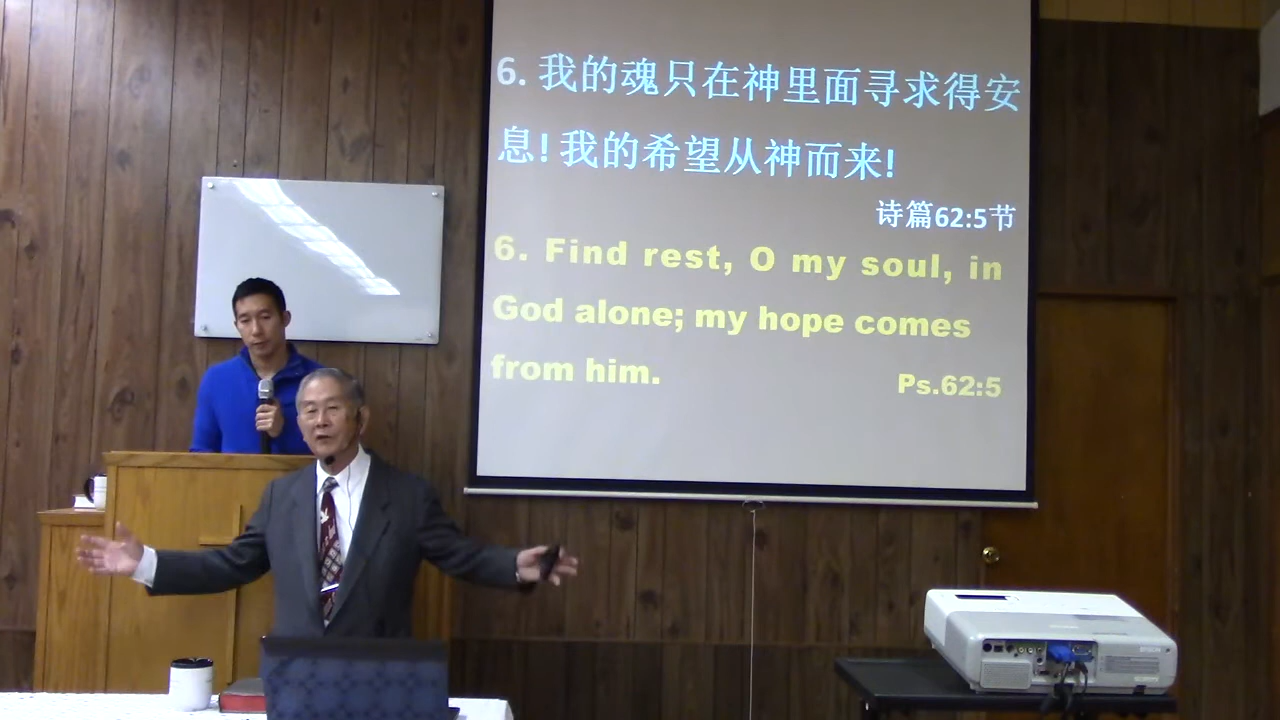 6. 我的魂只在神里面寻求得安
息! 我的希望从神而来!
诗篇62:5节
6. Find rest, O my soul, in
God alone; my hope comes
from him.
Ps.62:5
EPSON